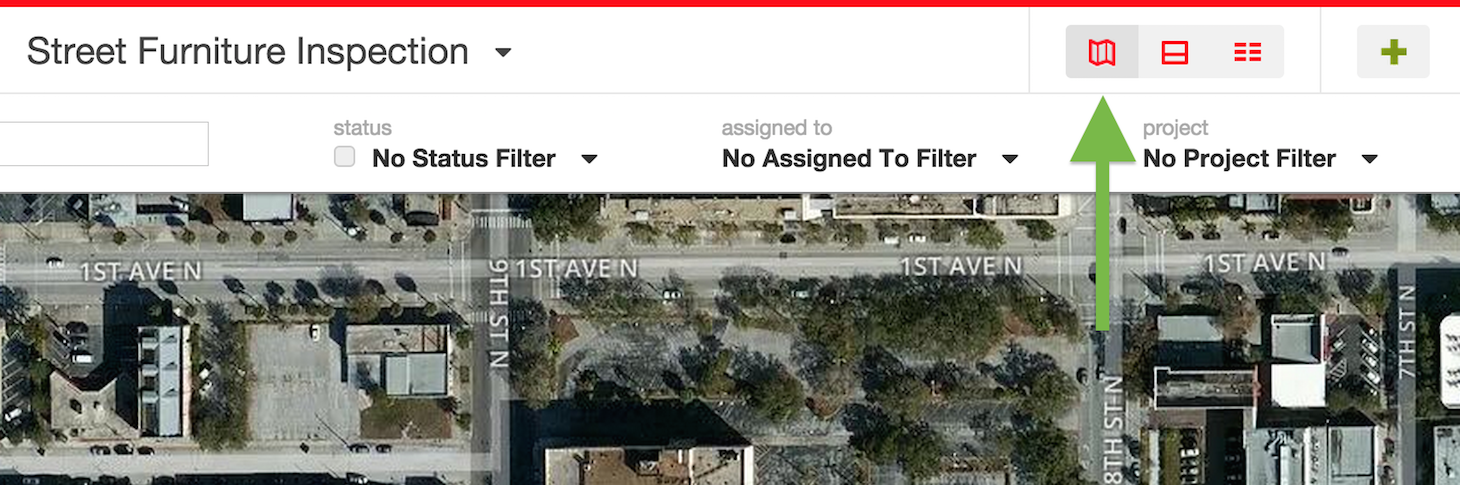 Street Furniture Inspection
status
No Status Filter
assigned to
No Assigned To Filter
project
No Project Filter
1ST AVE N
1ST AVE N
1ST AVE N
1ST AVE N
9TH ST N
8TH ST N
7TH ST N